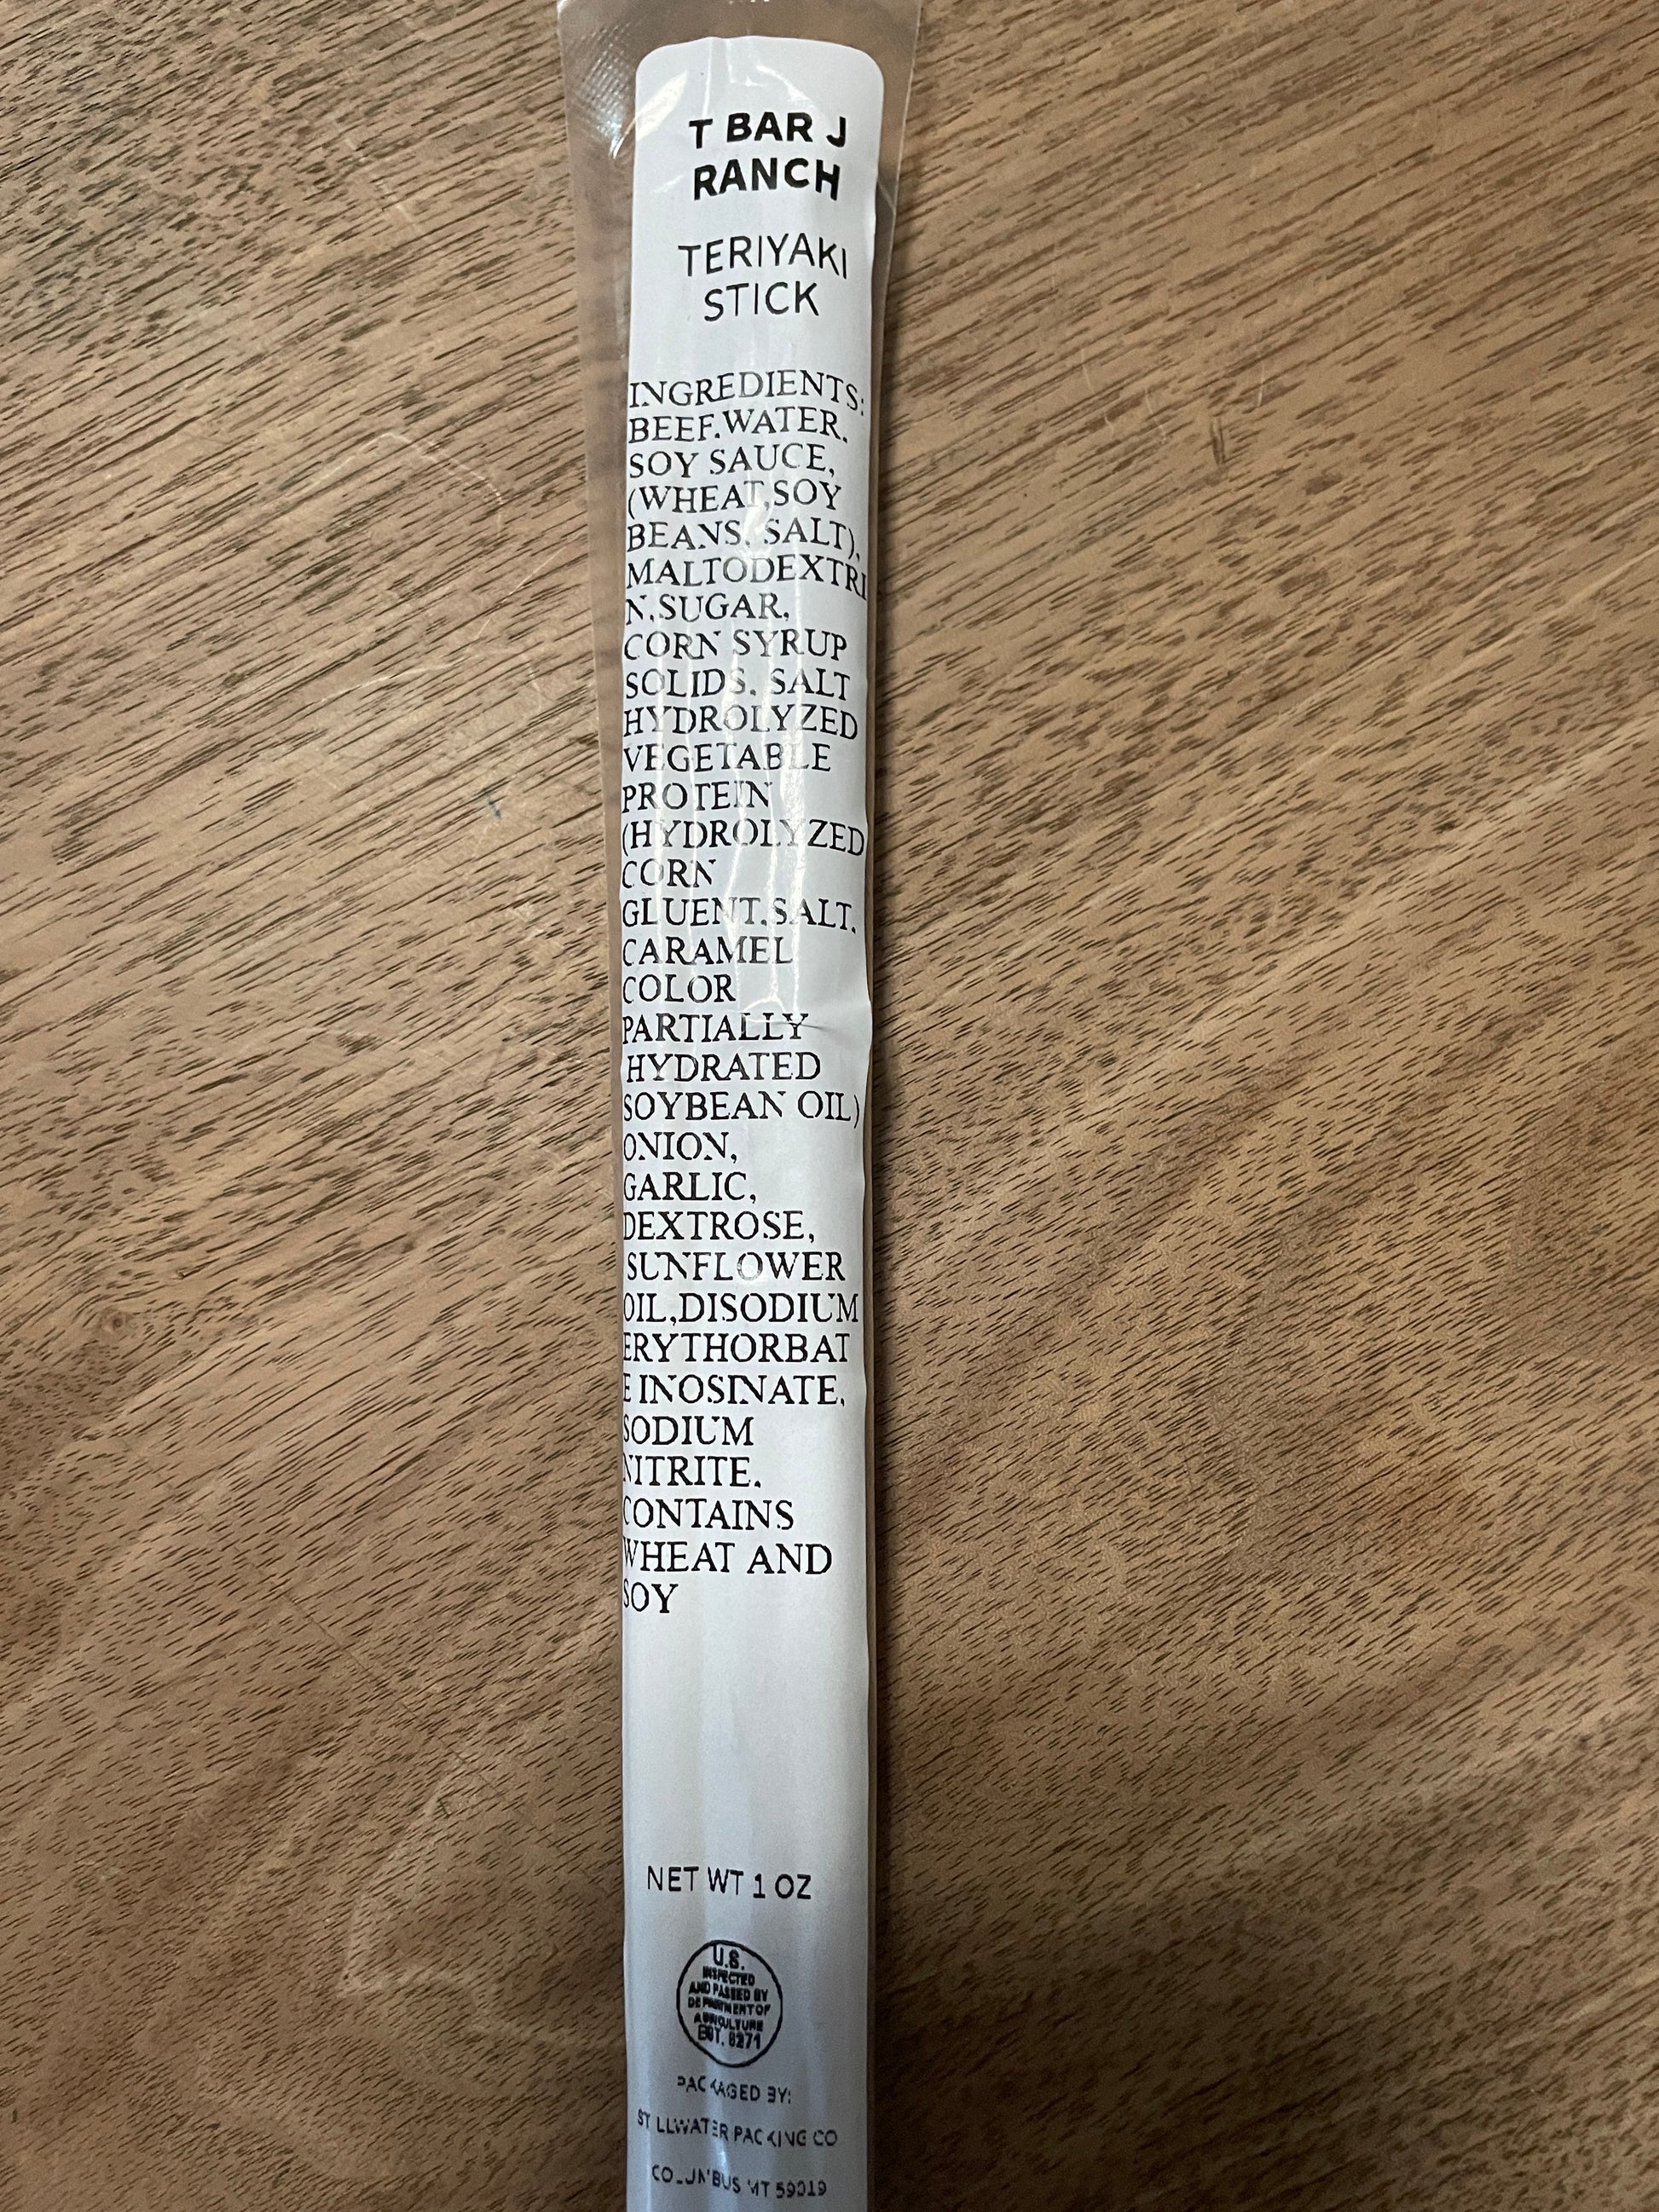 T BAR J
RANCH
TERIYAKI
STICK
INGREDIENTS:
BEEF.WATER.
SOY SAUCE,
(WHEAT,SOY
BEANS, SALT),
MALTODEXTRI
N,SUGAR,
CORN SYRUP
SOLIDS, SALT
HYDROLYZED
VEGETABLE
PROTEIN
(HYDROLYZED
CORN
GLUENT,SALT,
CARAMEL
COLOR
PARTIALLY
HYDRATED
SOYBEAN OIL)
ONION,
GARLIC,
DEXTROSE,
SUNFLOWER
OIL,DISODIUM
ERYTHORBAT
E INOSINATE,
SODIUM
NITRITE.
CONTAINS
WHEAT AND
SOY
NET WT 1 OZ
U.S.
INSPECTED
AND PASSED BY
DEPARTMENT OF
AGRICULTURE
EST. 8271
PACKAGED BY:
STILLWATER PACKING CO
COLUMBUS MT 59019